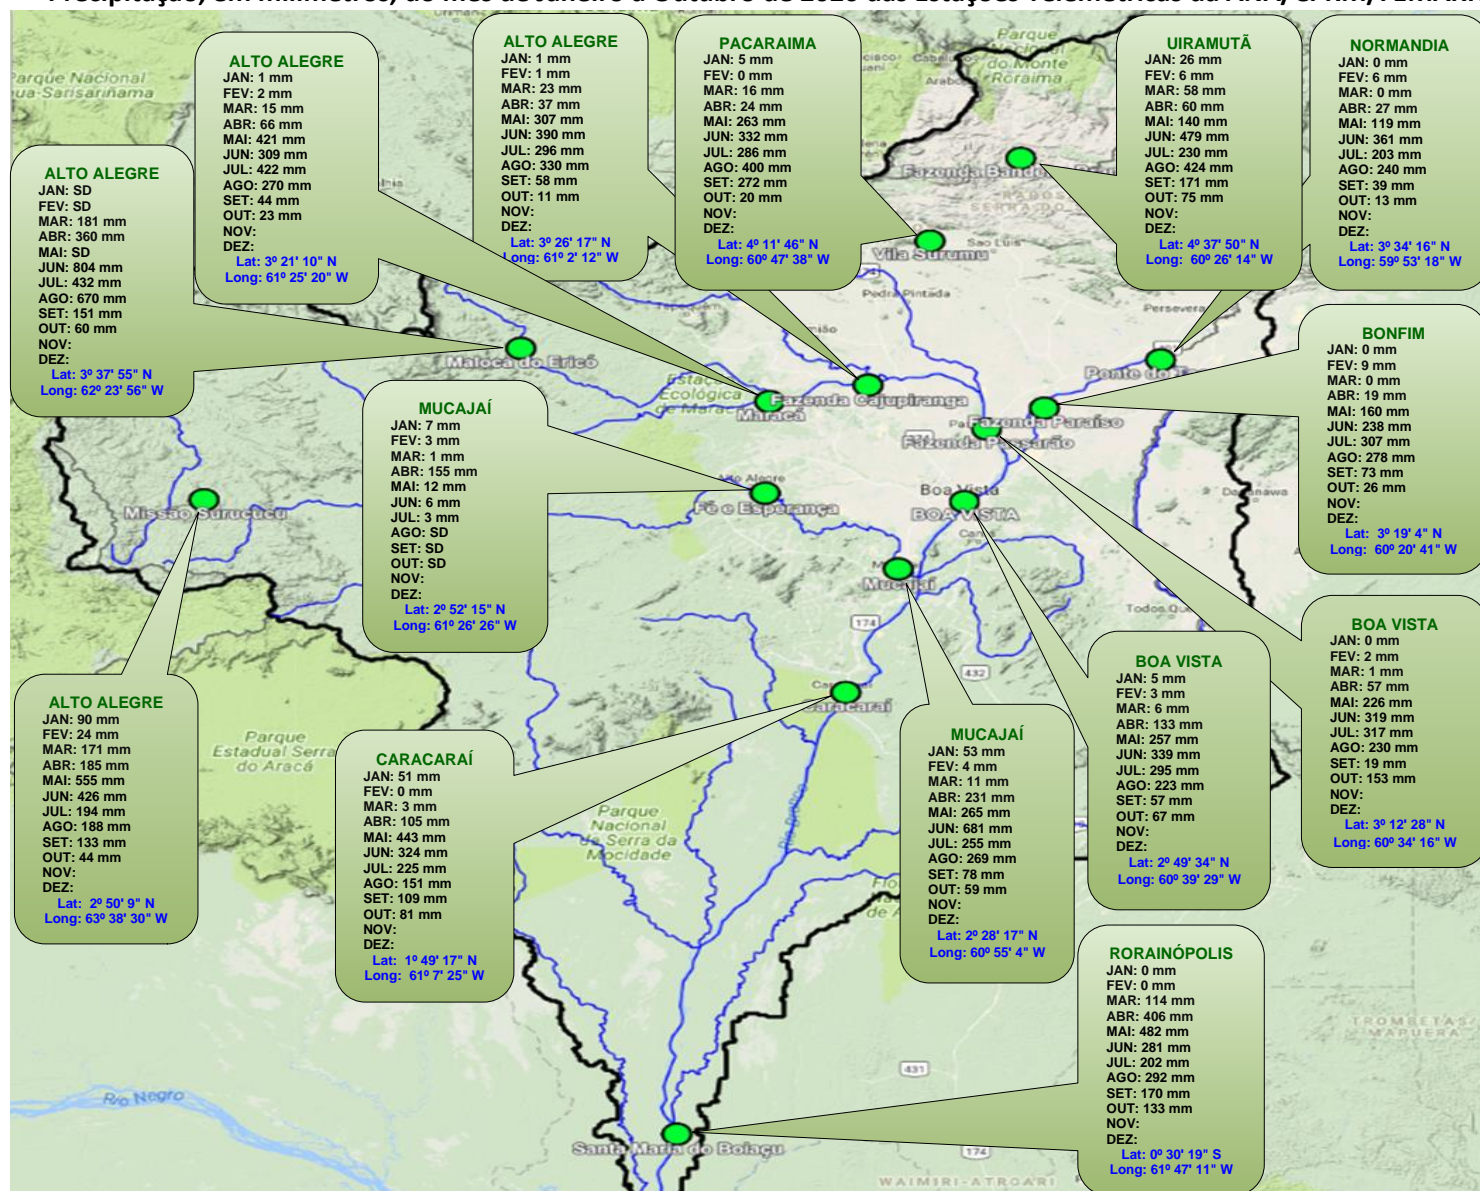 ALTO ALEGRE
JAN: 1 mm
FEV: 2 mm
MAR: 15 mm
ABR: 66 mm
MAI: 421 mm
JUN: 309 mm
JUL: 422 mm
AGO: 270 mm
SET: 44 mm
OUT: 23 mm
NOV:
DEZ:
Lat: 3º 21' 10" N
Long: 61º 25' 20" W
ALTO ALEGRE
JAN: 1 mm
FEV: 1 mm
MAR: 23 mm
ABR: 37 mm
MAI: 307 mm
JUN: 390 mm
JUL: 296 mm
AGO: 330 mm
SET: 58 mm
OUT: 11 mm
NOV:
DEZ:
Lat: 3º 26' 17" N
Long: 61º 2' 12" W
PACARAIMA
JAN: 5 mm
FEV: 0 mm
MAR: 16 mm
ABR: 24 mm
MAI: 263 mm
JUN: 332 mm
JUL: 286 mm
AGO: 400 mm
SET: 272 mm
OUT: 20 mm
NOV:
DEZ:
Lat: 4º 11' 46" N
Long: 60º 47' 38" W
UIRAMUTÃ
JAN: 26 mm
FEV: 6 mm
MAR: 58 mm
ABR: 60 mm
MAI: 140 mm
JUN: 479 mm
JUL: 230 mm
AGO: 424 mm
SET: 171 mm
OUT: 75 mm
NOV:
DEZ:
Lat: 4º 37' 50" N
Long: 60º 26' 14" W
NORMANDIA
JAN: 0 mm
FEV: 6 mm
MAR: 0 mm
ABR: 27 mm
MAI: 119 mm
JUN: 361 mm
JUL: 203 mm
AGO: 240 mm
SET: 39 mm
OUT: 13 mm
NOV:
DEZ:
Lat: 3º 34' 16" N
Long: 59º 53' 18" W
ALTO ALEGRE
JAN: SD
FEV: SD
MAR: 181 mm
ABR: 360 mm
MAI: SD
JUN: 804 mm
JUL: 432 mm
AGO: 670 mm
SET: 151 mm
OUT: 60 mm
NOV:
DEZ:
Lat: 3º 37' 55" N
Long: 62º 23' 56" W
BONFIM
JAN: 0 mm
FEV: 9 mm
MAR: 0 mm
ABR: 19 mm
MAI: 160 mm
JUN: 238 mm
JUL: 307 mm
AGO: 278 mm
SET: 73 mm
OUT: 26 mm
NOV:
DEZ:
Lat: 3º 19' 4" N
Long: 60º 20' 41" W
MUCAJAÍ
JAN: 7 mm
FEV: 3 mm
MAR: 1 mm
ABR: 155 mm
MAI: 12 mm
JUN: 6 mm
JUL: 3 mm
AGO: SD
SET: SD
OUT: SD
NOV:
DEZ:
Lat: 2º 52' 15" N
Long: 61º 26' 26" W
BOA VISTA
JAN: 0 mm
FEV: 2 mm
MAR: 1 mm
ABR: 57 mm
MAI: 226 mm
JUN: 319 mm
JUL: 317 mm
AGO: 230 mm
SET: 19 mm
OUT: 153 mm
NOV:
DEZ:
Lat: 3º 12' 28" N
Long: 60º 34' 16" W
BOA VISTA
JAN: 5 mm
FEV: 3 mm
MAR: 6 mm
ABR: 133 mm
MAI: 257 mm
JUN: 339 mm
JUL: 295 mm
AGO: 223 mm
SET: 57 mm
OUT: 67 mm
NOV:
DEZ:
Lat: 2º 49' 34" N
Long: 60º 39' 29" W
ALTO ALEGRE
JAN: 90 mm
FEV: 24 mm
MAR: 171 mm
ABR: 185 mm
MAI: 555 mm
JUN: 426 mm
JUL: 194 mm
AGO: 188 mm
SET: 133 mm
OUT: 44 mm
NOV:
DEZ:
Lat: 2º 50' 9" N
Long: 63º 38' 30" W
MUCAJAÍ
JAN: 53 mm
FEV: 4 mm
MAR: 11 mm
ABR: 231 mm
MAI: 265 mm
JUN: 681 mm
JUL: 255 mm
AGO: 269 mm
SET: 78 mm
OUT: 59 mm
NOV:
DEZ:
Lat: 2º 28' 17" N
Long: 60º 55' 4" W
CARACARAÍ
JAN: 51 mm
FEV: 0 mm
MAR: 3 mm
ABR: 105 mm
MAI: 443 mm
JUN: 324 mm
JUL: 225 mm
AGO: 151 mm
SET: 109 mm
OUT: 81 mm
NOV:
DEZ:
Lat: 1º 49' 17" N
Long: 61º 7' 25" W
RORAINÓPOLIS
JAN: 0 mm
FEV: 0 mm
MAR: 114 mm
ABR: 406 mm
MAI: 482 mm
JUN: 281 mm
JUL: 202 mm
AGO: 292 mm
SET: 170 mm
OUT: 133 mm
NOV:
DEZ:
Lat: 0º 30' 19" S
Long: 61º 47' 11" W
Parque
Nacional
do Monte
Roraima
Parque Nacional
Vila Surumu
Sao Luis
Pedra Pintada
Maloca do Ericó
Ecológica
Maracá
Fazenda Cajupiranga
Fazenda Paraíso
Fazenda Passarão
Alto Alegre
Fé e Esperança
Boa Vista
BOA VISTA
Missão Surucucu
Mucajaí
174
432
Caracaraí
Parque
Estadual Serra
do Aracá
Parque
Nacional
da Serra da
Mocidade
Rio Branco
Rio Negro
431
174
Santa Maria do Boiaçu
TROMBETAS/
MAPUERA
WAIMIRI-ATROARI